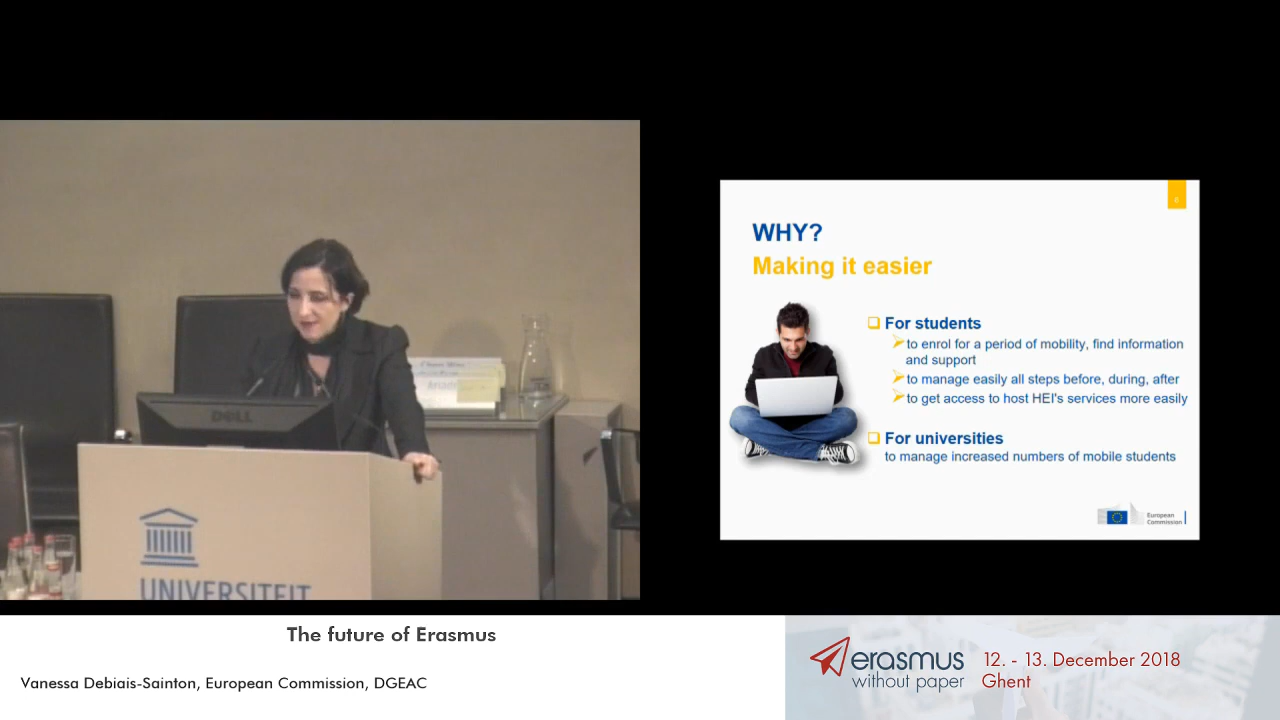 DELL
UNIVERSITEIT
6
WHY?
Making it easier
For students
to enrol for a period of mobility, find information
and support
to manage easily all steps before, during, after
to get access to host HEI's services more easily
For universities
to manage increased numbers of mobile students
European
Commission
The future of Erasmus
Vanessa Debiais-Sainton, European Commission, DGEAC
erasmus
without paper
12. - 13. December 2018
Ghent